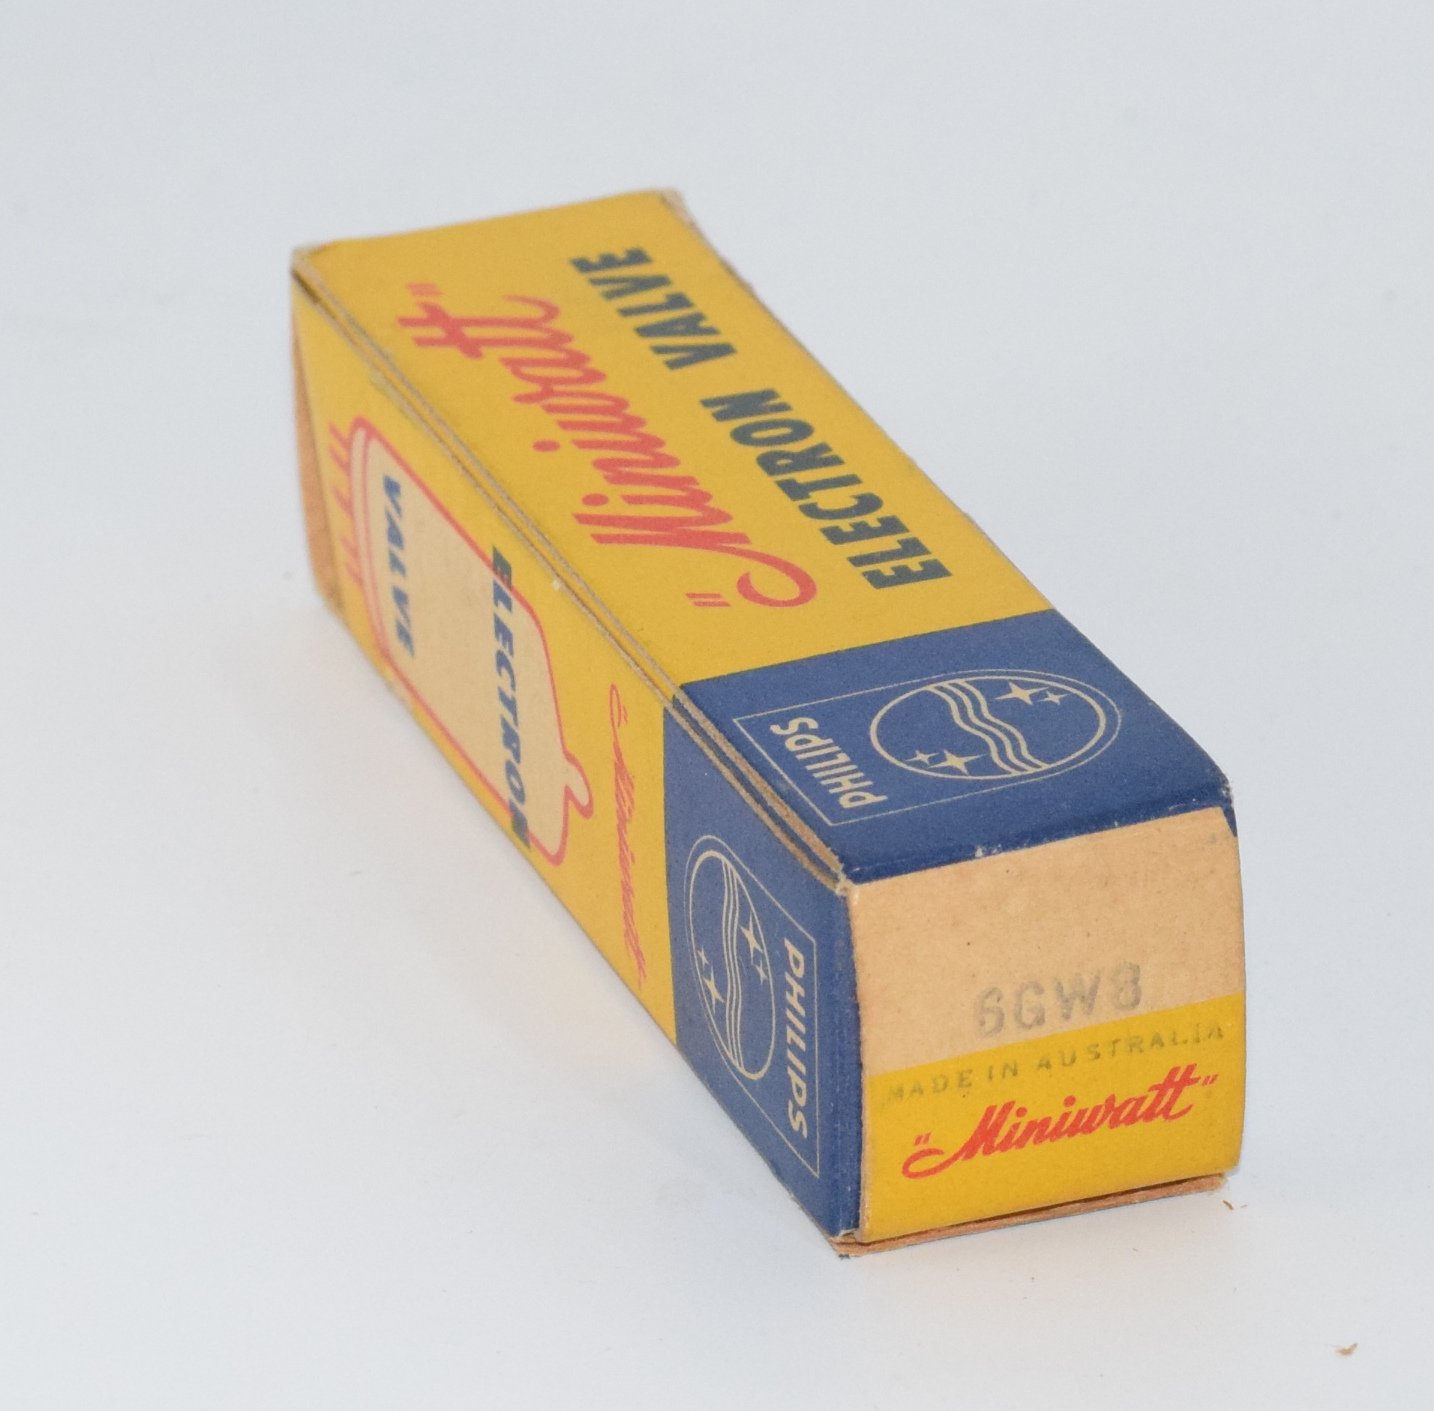 "Miniwatt"
ELECTRON VALVE
PHILIPS
ELECTRON
VALVE
"Miniwatt"
PHILIPS
6GW8
MADE IN AUSTRALIA
"Miniwatt"